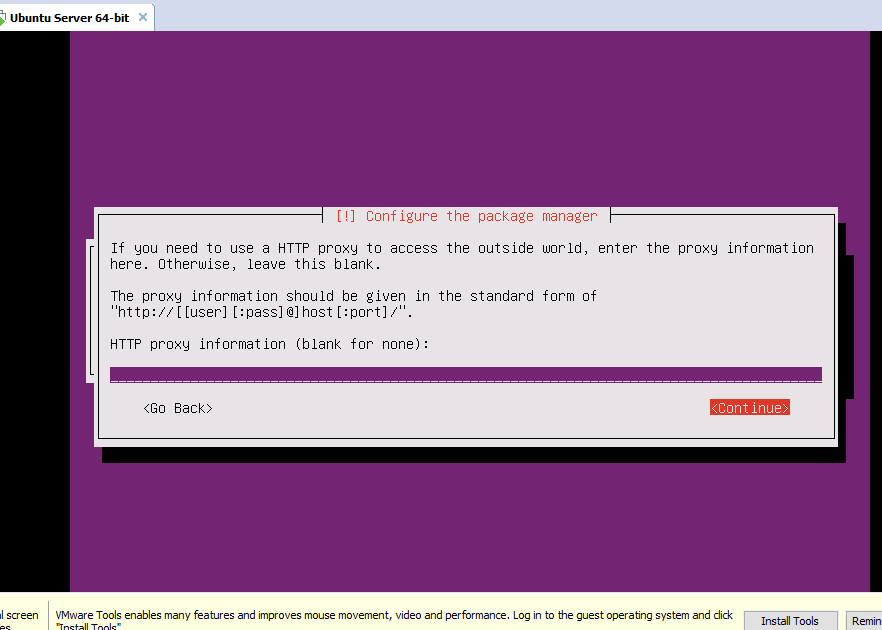 Ubuntu Server 64-bit
[!] Configure the package manager
If you need to use a HTTP proxy to access the outside world, enter the proxy information
here. Otherwise, leave this blank.
The proxy information should be given in the standard form of
"http://[[user][:pass]@]host[:port]/".
HTTP proxy information (blank for none):
<Go Back>
<Continue>
l screen
VMware Tools enables many features and improves mouse movement, video and performance. Log in to the guest operating system and click
"Install Tools"
Install Tools
Remin